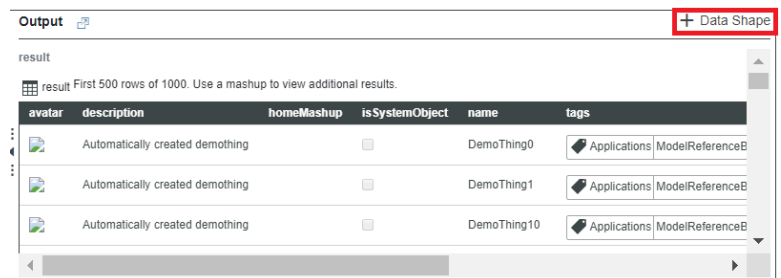 Output + Data Shape
result
result First 500 rows of 1000. Use a mashup to view additional results.
avatar description homeMashup isSystemObject name tags
Automatically created demothing DemoThing0 Applications ModelReferenceB
Automatically created demothing DemoThing1 Applications ModelReferenceB
Automatically created demothing DemoThing10 Applications ModelReferenceB